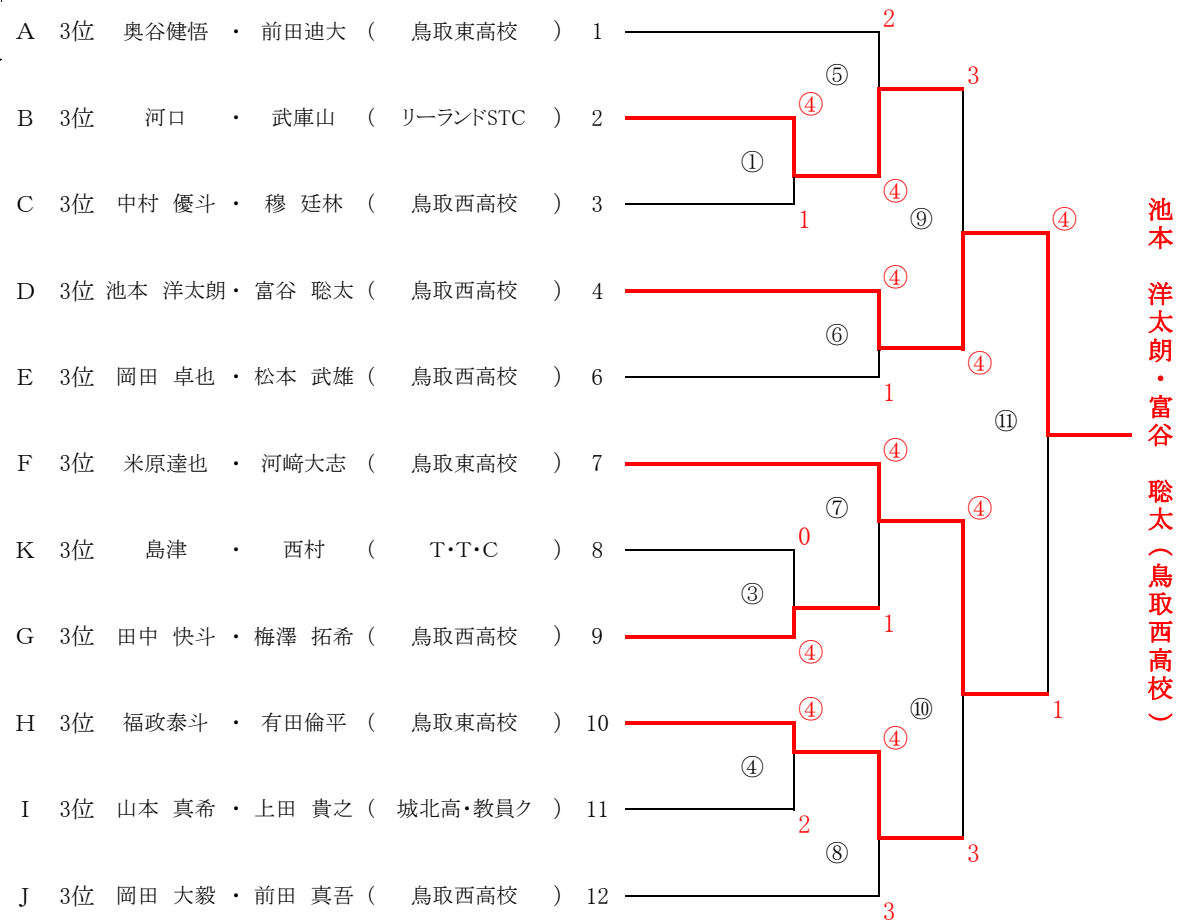 A 3位 奥谷健悟 ・ 前田迪大 ( 鳥取東高校 ) 1
2
⑤
3
④
B 3位 河口 ・ 武庫山 ( リーランドSTC ) 2
①
④
C 3位 中村 優斗 ・ 穆 廷林 ( 鳥取西高校 ) 3
1
⑨
④
D 3位 池本 洋太朗・ 富谷 聡太 ( 鳥取西高校 ) 4
④
⑥
④
E 3位 岡田 卓也 ・ 松本 武雄 ( 鳥取西高校 ) 6
1
⑪
F 3位 米原達也 ・ 河﨑大志 ( 鳥取東高校 ) 7
④
⑦
④
K 3位 島津 ・ 西村 ( T・T・C ) 8
0
③
1
G 3位 田中 快斗 ・ 梅澤 拓希 ( 鳥取西高校 ) 9
④
H 3位 福政泰斗 ・ 有田倫平 ( 鳥取東高校 ) 10
④
⑩
1
④
④
I 3位 山本 真希 ・ 上田 貴之 ( 城北高・教員ク ) 11
2
⑧
3
J 3位 岡田 大毅 ・ 前田 真吾 ( 鳥取西高校 ) 12
3
池本 洋太朗・富谷 聡太(鳥取西高校)